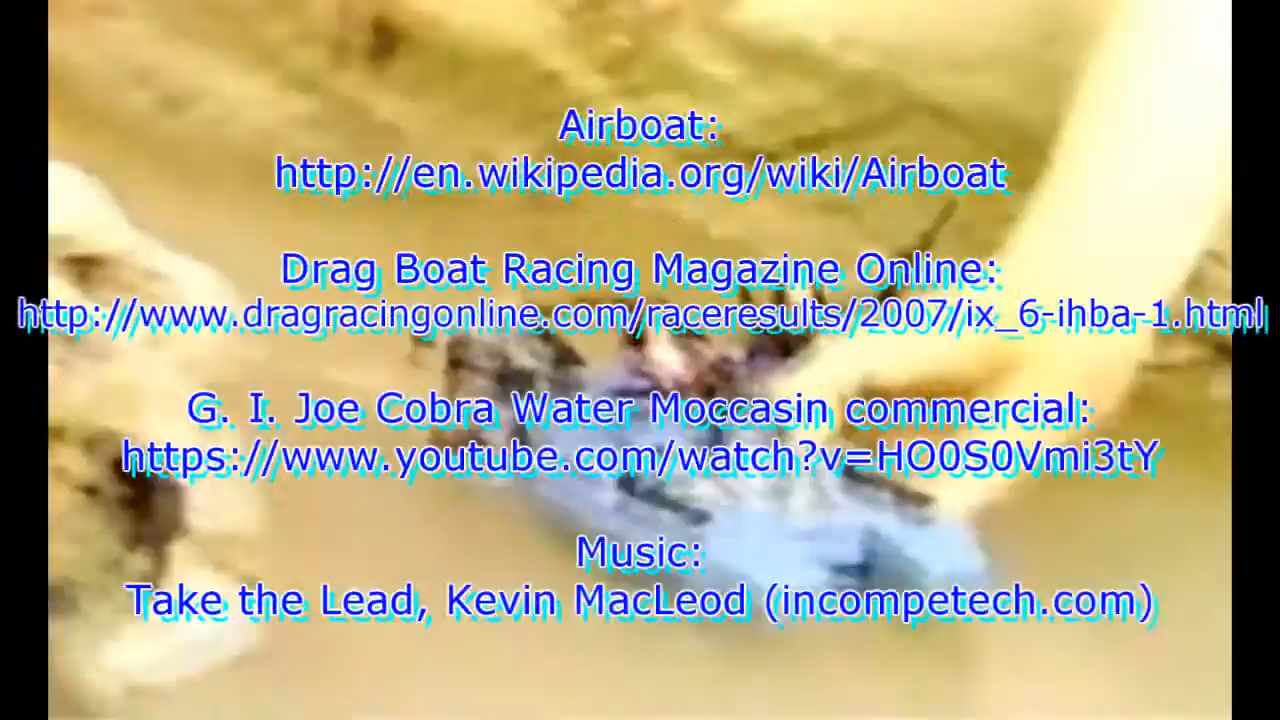 Airboat:
http://en.wikipedia.org/wiki/Airboat
Drag Boat Racing Magazine Online:
http://www.dragracingonline.com/raceresults/2007/ix_6-ihba-1.html
G. I. Joe Cobra Water Moccasin commercial:
https://www.youtube.com/watch?v=HO0S0Vmi3tY
Music:
Take the Lead, Kevin MacLeod (incompetech.com)